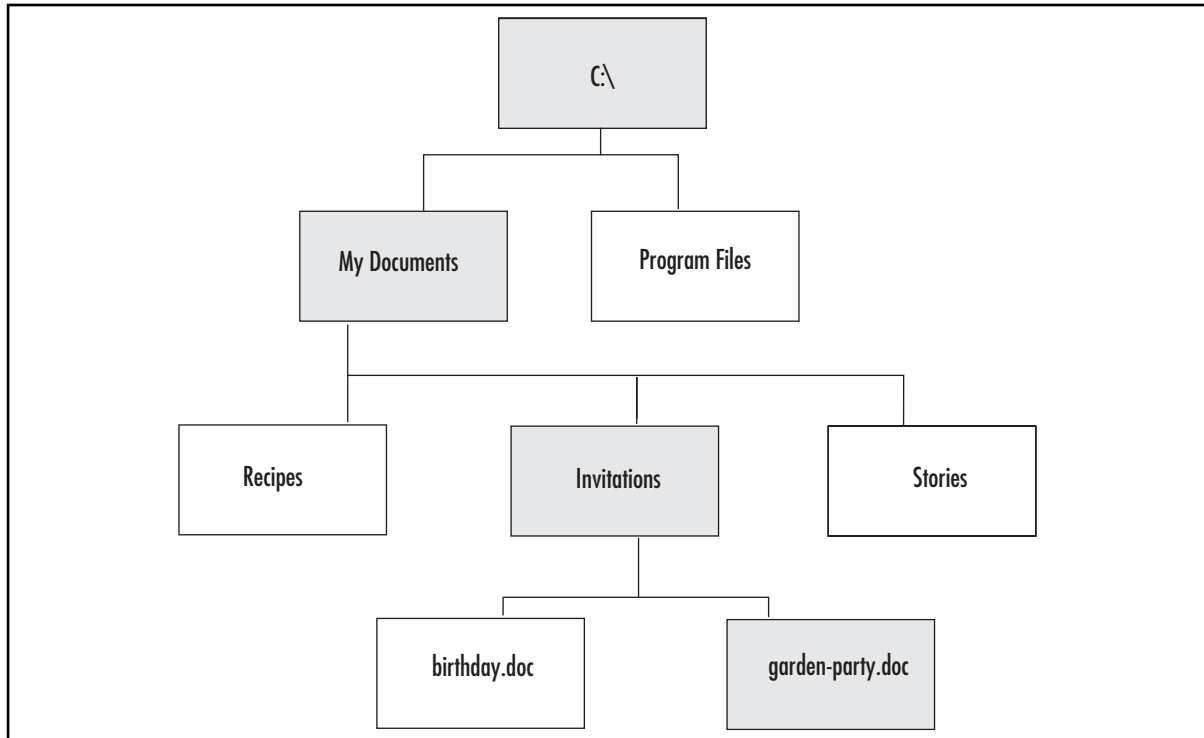 C:\
My Documents
Program Files
Recipes
Invitations
Stories
birthday.doc
garden-party.doc